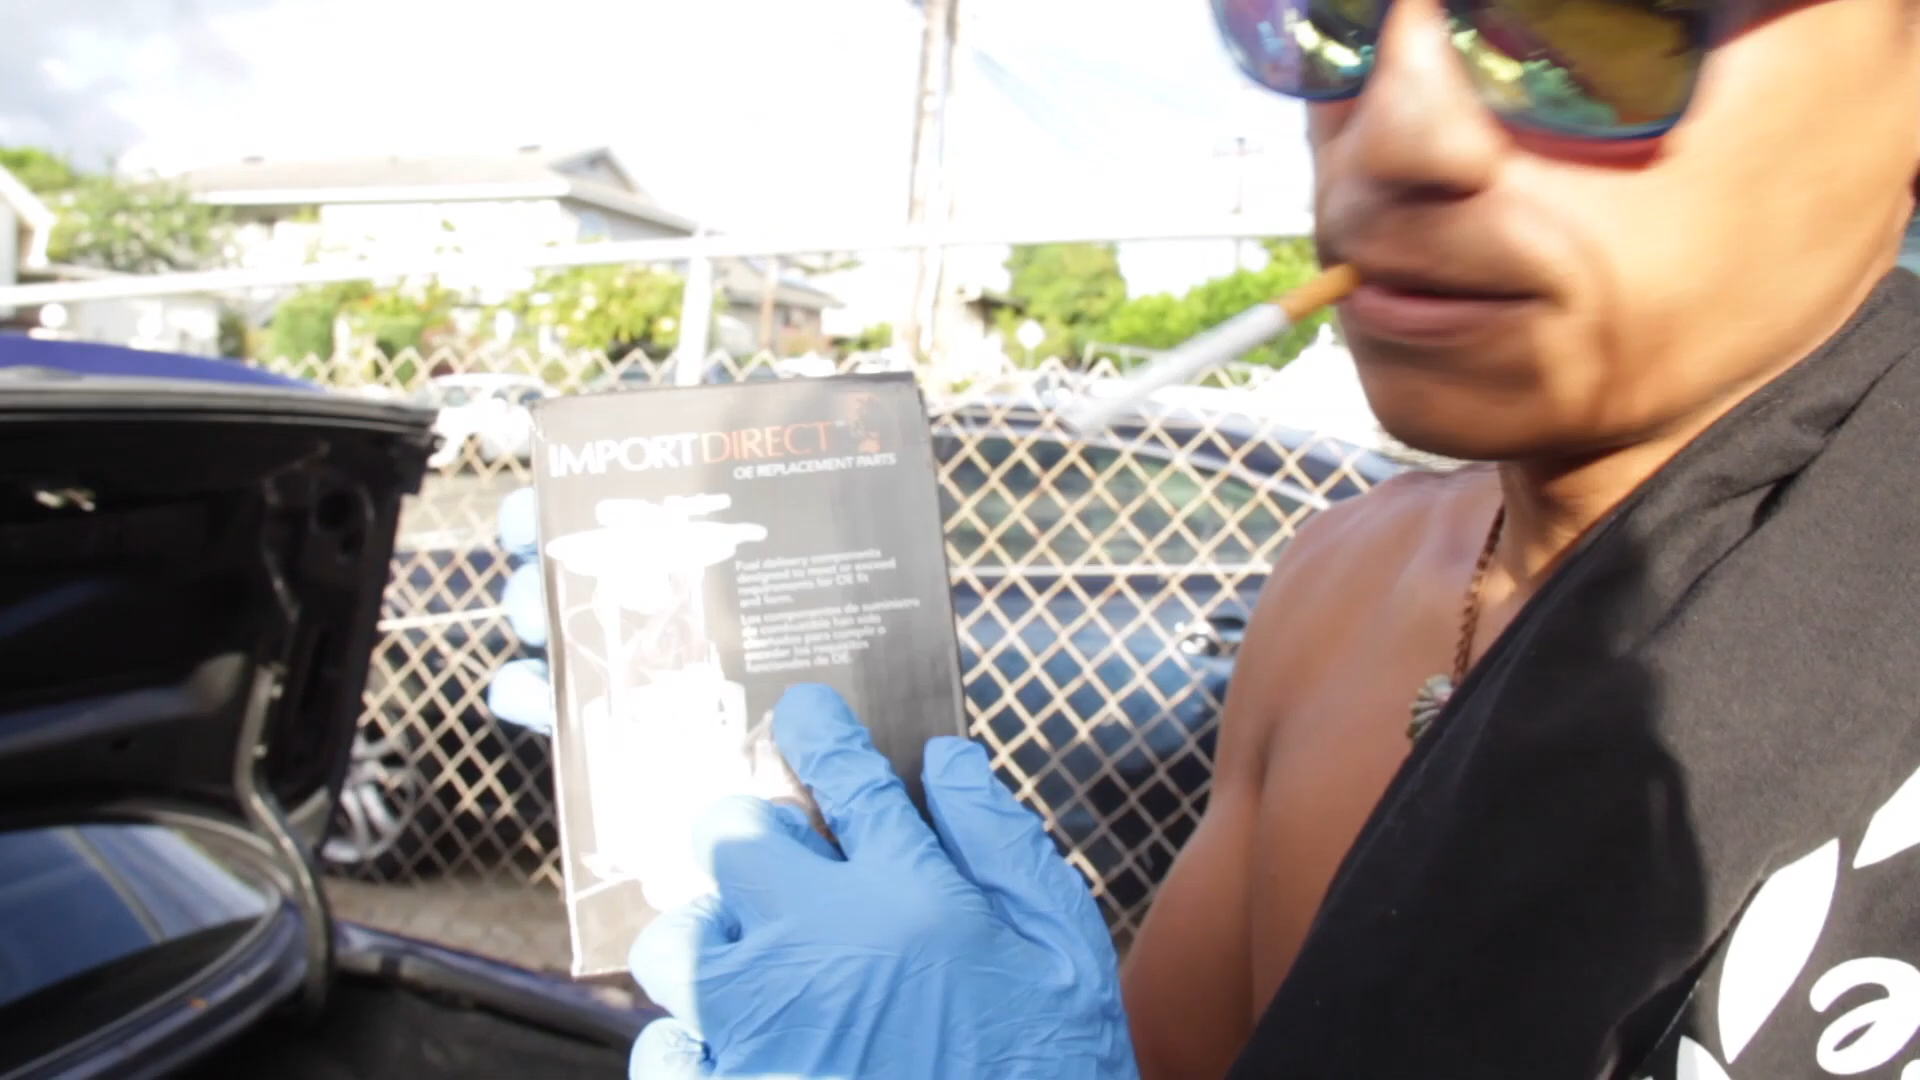 IMPORTDIRECT
OE REPLACEMENT PARTS
Fuel delivery components
designed to meet or exceed
requirements for OE fit
and form.
Los componentes de suministro
de combustible han sido
diseñados para cumplir o
exceder los requisitos
funcionales de OE.
a